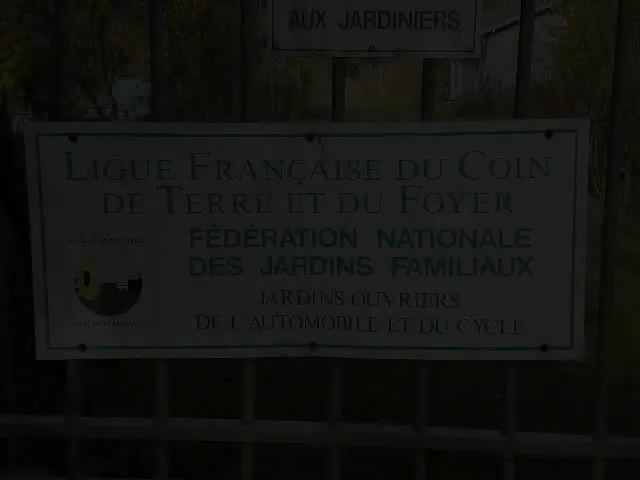 AUX JARDINIERS
LIGUE FRANÇAISE DU COIN
DE TERRE ET DU FOYER
FÉDÉRATION NATIONALE
DES JARDINS FAMILIAUX
JARDINS OUVRIERS
DE L'AUTOMOBILE ET DU CYCLE